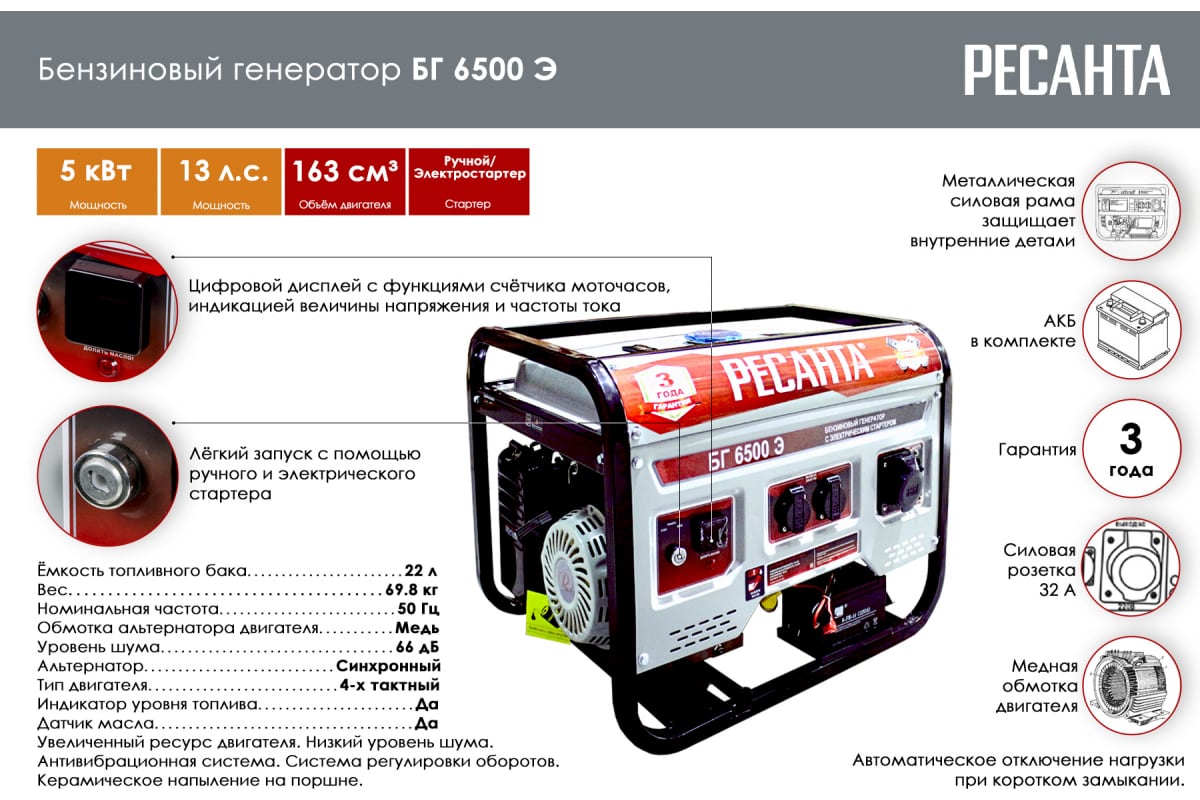 Бензиновый генератор БГ 6500 Э
РЕСАНТА
5 кВт
Мощность
13 л.с.
Мощность
163 см³
Объём двигателя
Ручной/
Электростартер
Стартер
Металлическая
силовая рама
защищает
внутренние детали
ДОЛИТЬ МАСЛО!
Цифровой дисплей с функциями счётчика моточасов,
индикацией величины напряжения и частоты тока
АКБ
в комплекте
3
ГОДА
ГАРАНТИЯ
РЕСАНТА
БЕНЗИНОВЫЙ ГЕНЕРАТОР
С ЭЛЕКТРИЧЕСКИМ СТАРТЕРОМ
БГ 6500 Э
Лёгкий запуск с помощью
ручного и электрического
стартера
Гарантия
3
года
Силовая
розетка
32 А
ВЫХОД AC
220В
Ёмкость топливного бака.......................22 л
Вес................................................69.8 кг
Номинальная частота...........................50 Гц
Обмотка альтернатора двигателя...........Медь
Уровень шума...................................66 дБ
Альтернатор............................Синхронный
Тип двигателя............................4-х тактный
Индикатор уровня топлива.......................Да
Датчик масла.......................................Да
Увеличенный ресурс двигателя. Низкий уровень шума.
Антивибрационная система. Система регулировки оборотов.
Керамическое напыление на поршне.
Медная
обмотка
двигателя
Автоматическое отключение нагрузки
при коротком замыкании.